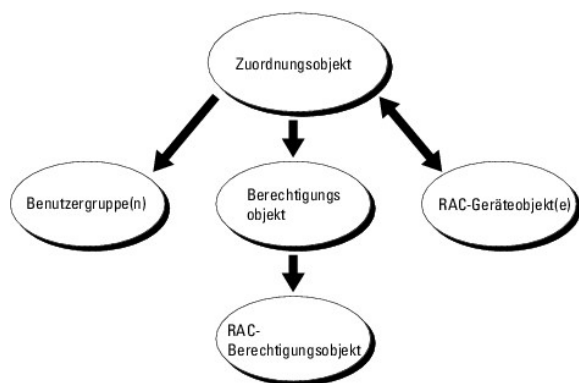 Zuordnungsobjekt
Benutzergruppe(n)
Berechtigungs
objekt
RAC-Geräteobjekt(e)
RAC-
Berechtigungsobjekt